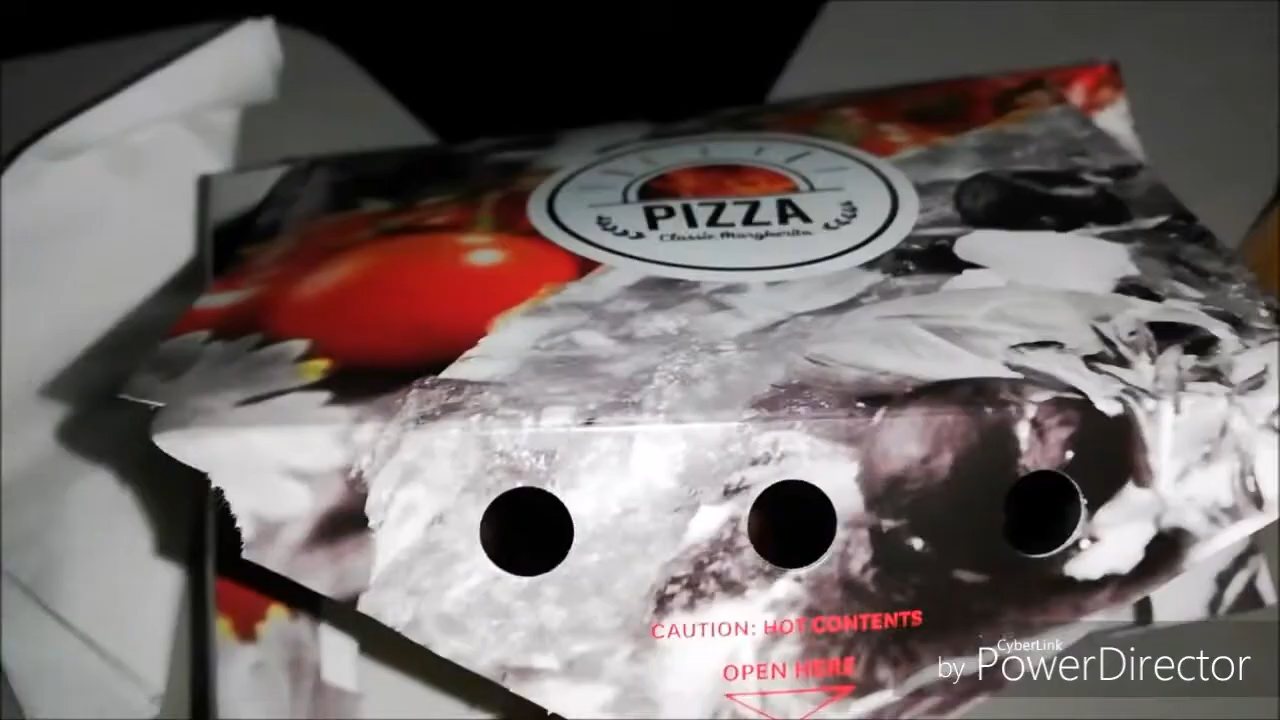 PIZZA
Classic Margherita
CAUTION: HOT CONTENTS
OPEN HERE
CyberLink
by PowerDirector